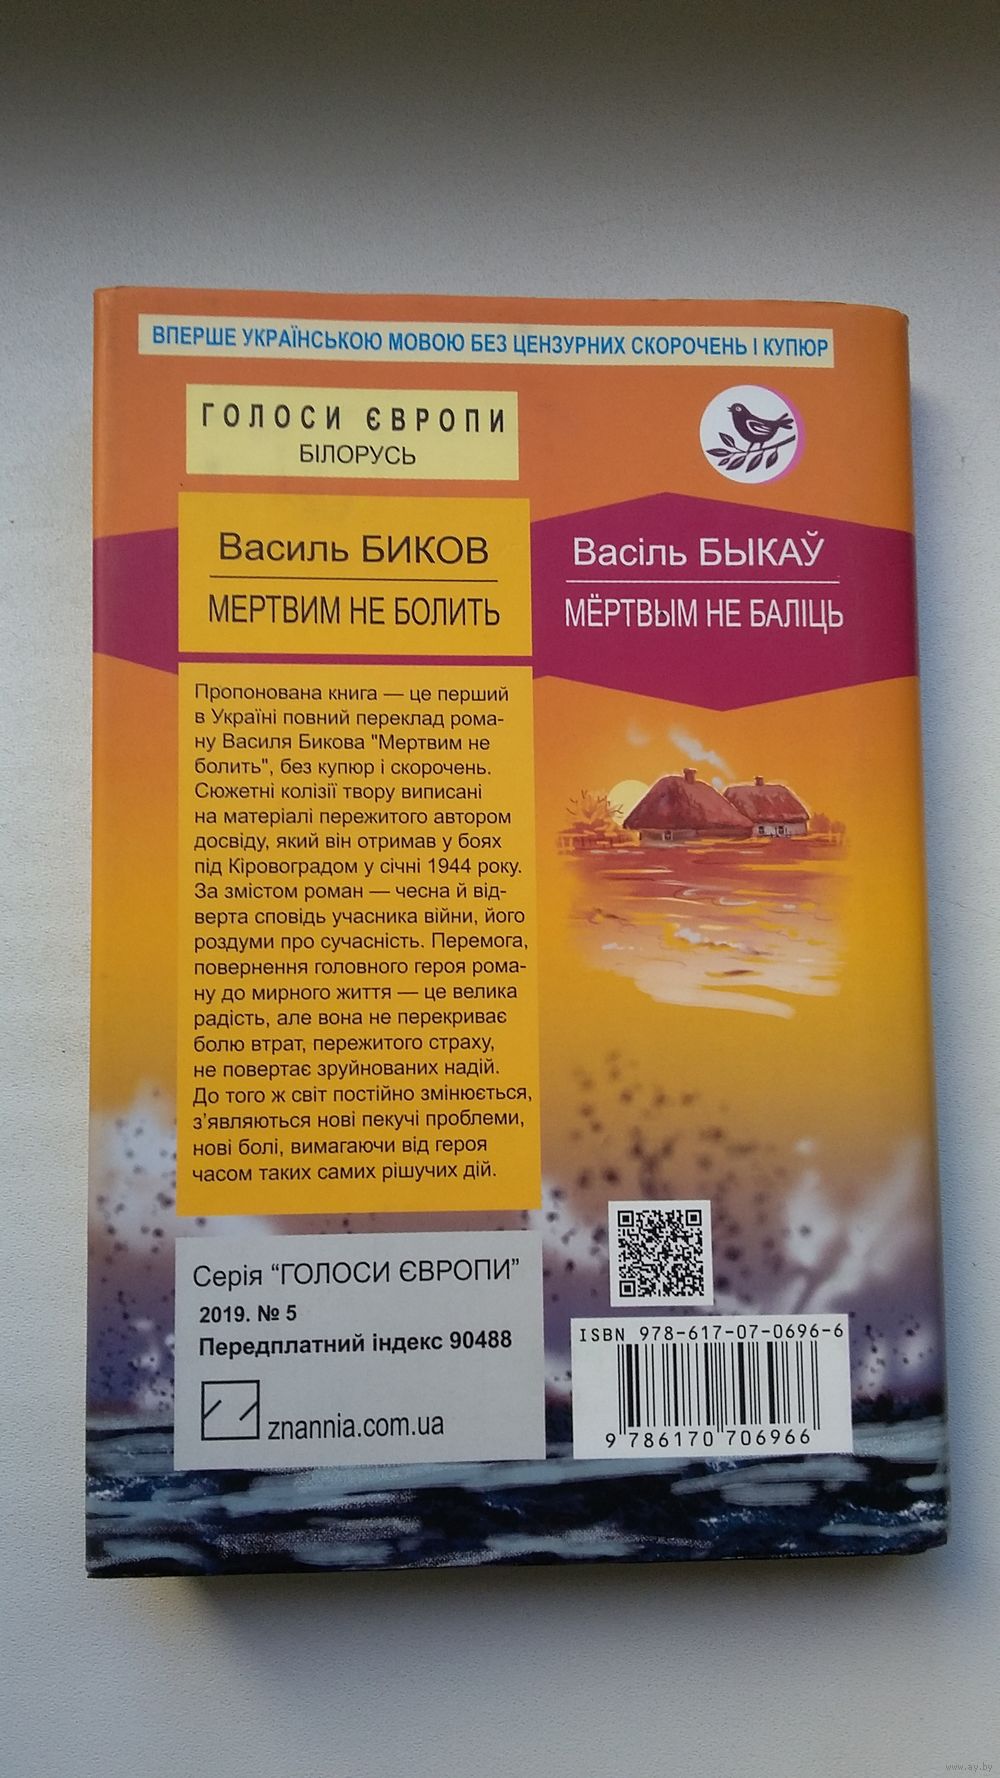 ВПЕРШЕ УКРАЇНСЬКОЮ МОВОЮ БЕЗ ЦЕНЗУРНИХ СКОРОЧЕНЬ І КУПЮР
ГОЛОСИ ЄВРОПИ
БІЛОРУСЬ
Василь БИКОВ
МЕРТВИМ НЕ БОЛИТЬ
Васіль БЫКАЎ
МЁРТВЫМ НЕ БАЛІЦЬ
Пропонована книга — це перший
в Україні повний переклад рома-
ну Василя Бикова "Мертвим не
болить", без купюр і скорочень.
Сюжетні колізії твору виписані
на матеріалі пережитого автором
досвіду, який він отримав у боях
під Кіровоградом у січні 1944 року.
За змістом роман — чесна й від-
верта сповідь учасника війни, його
роздуми про сучасність. Перемога,
повернення головного героя рома-
ну до мирного життя — це велика
радість, але вона не перекриває
болю втрат, пережитого страху,
не повертає зруйнованих надій.
До того ж світ постійно змінюється,
з’являються нові пекучі проблеми,
нові болі, вимагаючи від героя
часом таких самих рішучих дій.
Серія “ГОЛОСИ ЄВРОПИ”
2019. № 5
Передплатний індекс 90488
znannia.com.ua
ISBN 978-617-07-0696-6
9 786170 706966
www.ay.by